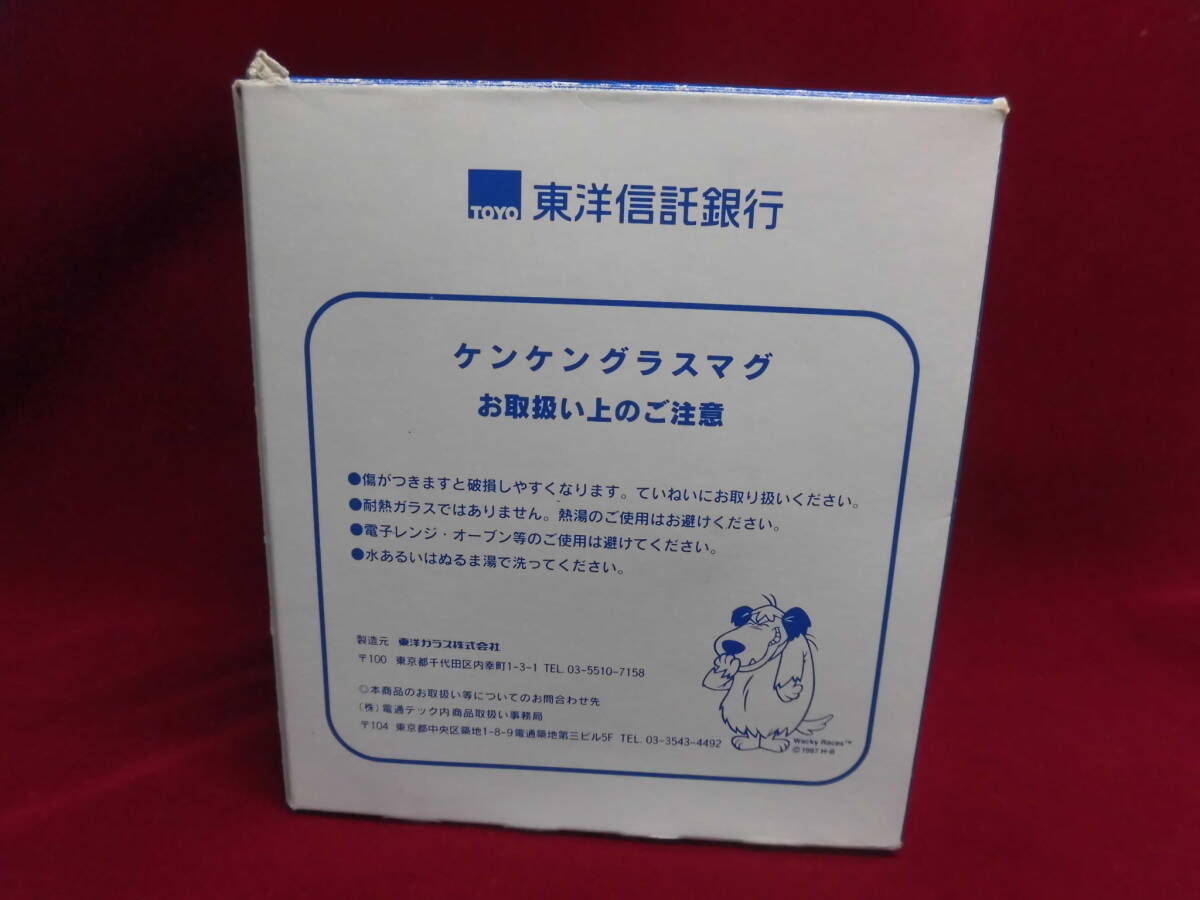 TOYO 東洋信託銀行
ケンケングラスマグ
お取扱い上のご注意
●傷がつきますと破損しやすくなります。ていねいにお取り扱いください。
●耐熱ガラスではありません。熱湯のご使用はお避けください。
●電子レンジ・オーブン等のご使用は避けてください。
●水あるいはぬるま湯で洗ってください。
製造元 東洋ガラス株式会社
〒100 東京都千代田区内幸町1-3-1 TEL. 03-5510-7158
◎本商品のお取扱い等についてのお問合わせ先
(株)電通テック内商品取扱い事務局
〒104 東京都中央区築地1-8-9電通築地第三ビル5F TEL. 03-3543-4492
Wacky Races™
©1997 H-B